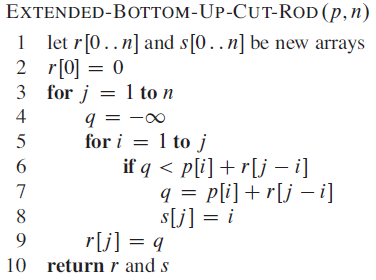 EXTENDED-BOTTOM-UP-CUT-ROD(p, n)
1 let r[0..n] and s[0..n] be new arrays
2 r[0] = 0
3 for j = 1 to n
4 q = −∞
5 for i = 1 to j
6 if q < p[i] + r[j − i]
7 q = p[i] + r[j − i]
8 s[j] = i
9 r[j] = q
10 return r and s